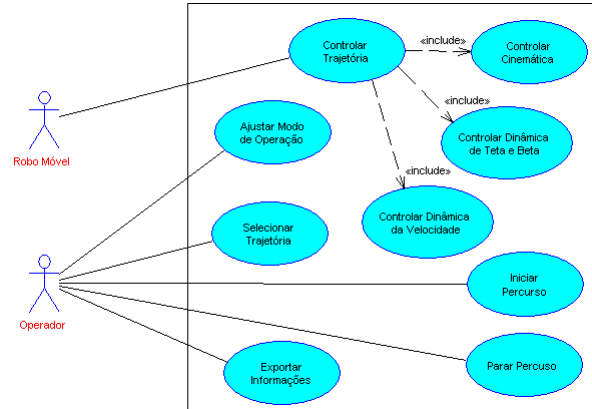 Controlar
Trajetória
«include»
Controlar
Cinemática
«include»
Ajustar Modo
de Operação
Controlar Dinâmica
de Teta e Beta
Robo Móvel
«include»
Selecionar
Trajetória
Controlar Dinâmica
da Velocidade
Iniciar
Percurso
Operador
Exportar
Informações
Parar Percuso